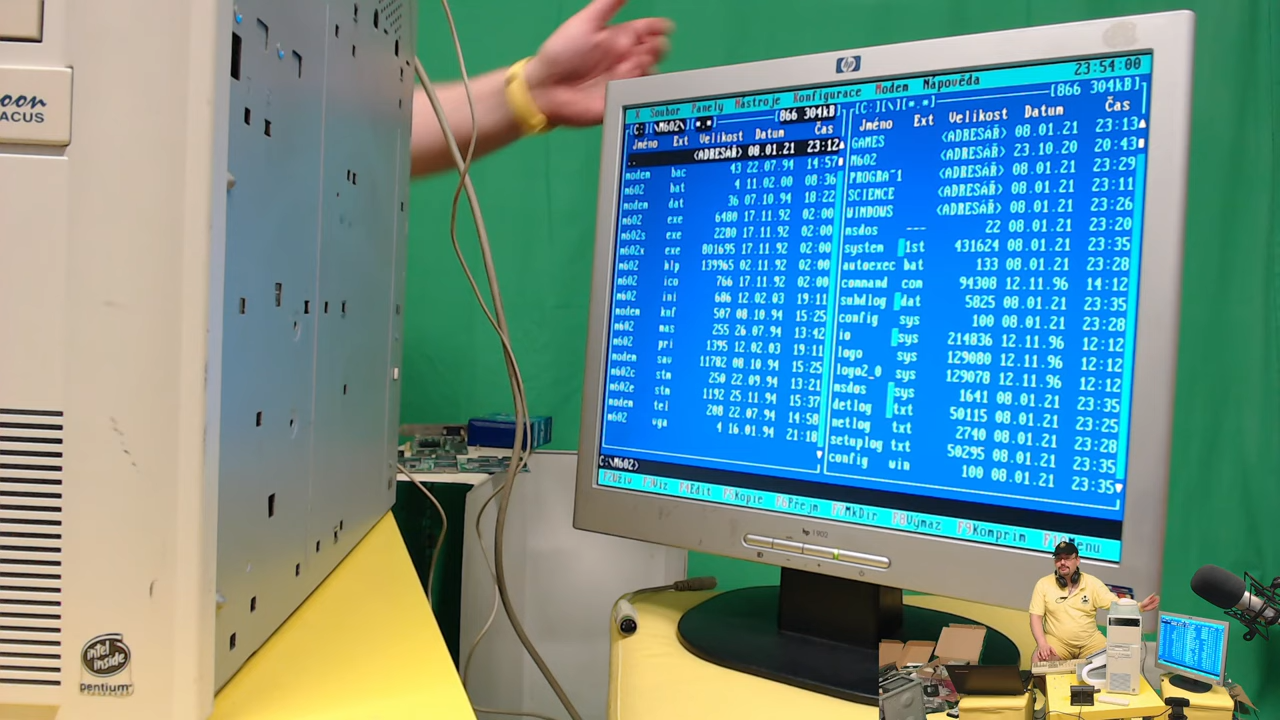 oon
ACUS
intel
inside
pentium
hp
23:54:00
X Soubor Panely Nástroje Konfigurace Modem Nápověda
[C:][\M602\][*.*] [866 304kB]
Jméno Ext Velikost Datum Čas
.. <ADRESÁŘ> 08.01.21 23:12
modem bac 43 22.07.94 14:57
m602 bat 4 11.02.00 08:36
modem dat 36 07.10.94 18:22
m602 exe 6480 17.11.92 02:00
m602s exe 2280 17.11.92 02:00
m602x exe 801695 17.11.92 02:00
m602 hlp 139965 02.11.92 02:00
m602 ico 766 17.11.92 02:00
m602 ini 686 12.02.03 19:11
modem knf 507 08.10.94 15:25
m602 mas 255 26.07.94 13:42
m602 pri 1395 12.02.03 19:11
modem sav 11782 08.10.94 15:25
m602c stm 250 22.09.94 13:21
m602e stm 1192 25.11.94 15:37
modem tel 208 22.07.94 14:58
m602 vga 4 16.01.94 21:18
[C:][\][*.*] [866 304kB]
Jméno Ext Velikost Datum Čas
GAMES <ADRESÁŘ> 08.01.21 23:13
M602 <ADRESÁŘ> 23.10.20 20:43
PROGRA~1 <ADRESÁŘ> 08.01.21 23:29
SCIENCE <ADRESÁŘ> 08.01.21 23:11
WINDOWS <ADRESÁŘ> 08.01.21 23:26
msdos --- 22 08.01.21 23:20
system 1st 431624 08.01.21 23:35
autoexec bat 133 08.01.21 23:28
command com 94308 12.11.96 14:12
suhdlog dat 5825 08.01.21 23:35
config sys 100 08.01.21 23:28
io sys 214836 12.11.96 12:12
logo sys 129080 12.11.96 12:12
logo2_0 sys 129078 12.11.96 12:12
msdos sys 1641 08.01.21 23:35
detlog txt 50115 08.01.21 23:25
netlog txt 2740 08.01.21 23:28
setuplog txt 50295 08.01.21 23:35
config win 100 08.01.21 23:35
C:\M602>
F2Uživ F3Viz F4Edit F5Kopie F6Přejm F7MkDir F8Výmaz F9Komprim F10Menu
hp 1902